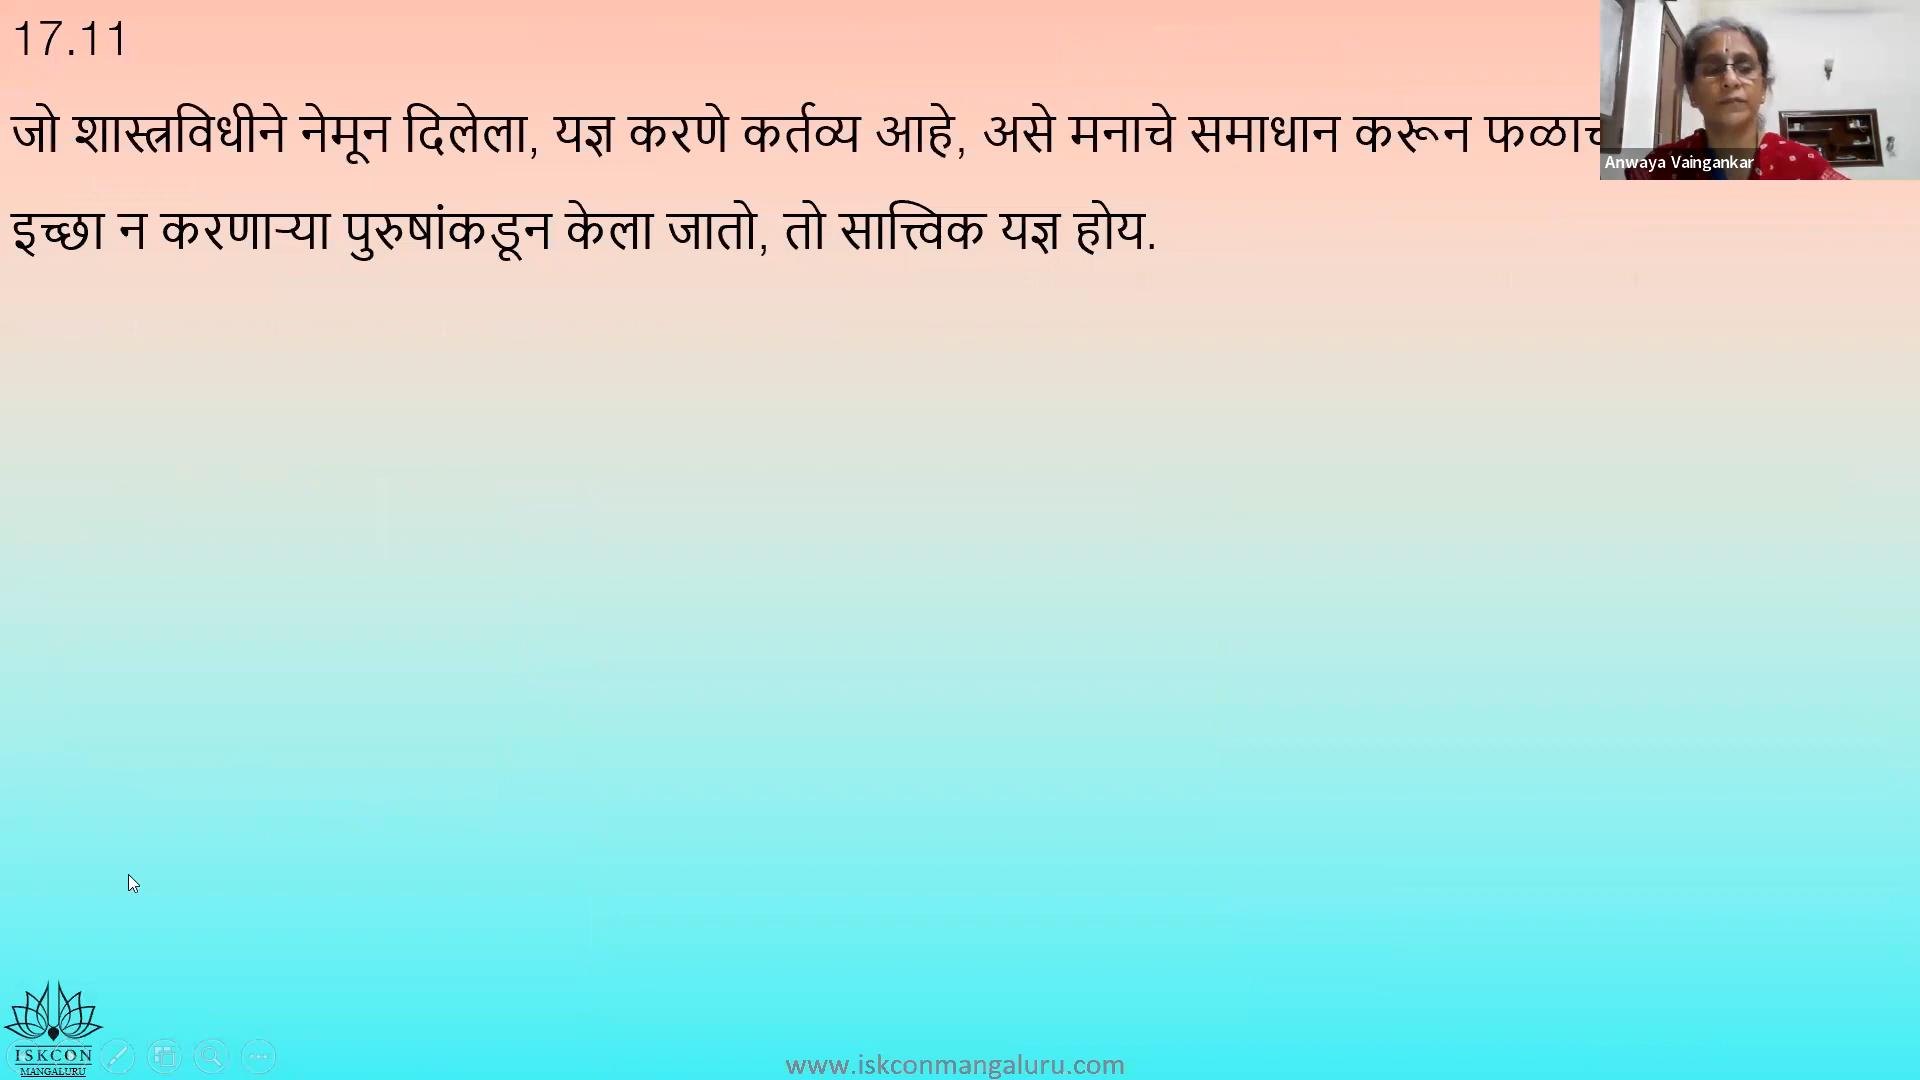 17.11
जो शास्त्रविधीने नेमून दिलेला, यज्ञ करणे कर्तव्य आहे, असे मनाचे समाधान करून
Anwaya Vaingankar
इच्छा न करणाऱ्या पुरुषांकडून केला जातो, तो सात्त्विक यज्ञ होय.
ISKCON
MANGALURU
www.iskconmangaluru.com